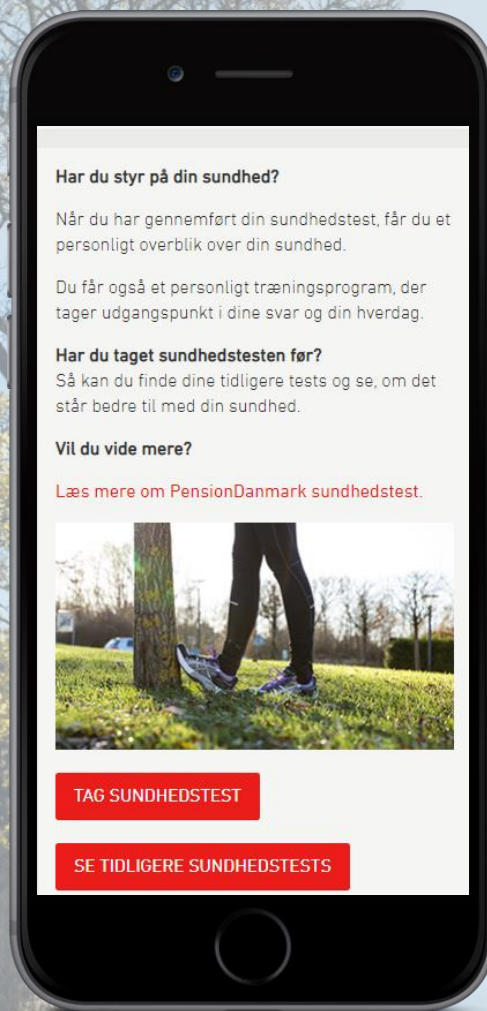 Har du styr på din sundhed?
Når du har gennemført din sundhedstest, får du et
personligt overblik over din sundhed.
Du får også et personligt træningsprogram, der
tager udgangspunkt i dine svar og din hverdag.
Har du taget sundhedstesten før?
Så kan du finde dine tidligere tests og se, om det
står bedre til med din sundhed.
Vil du vide mere?
Læs mere om PensionDanmark sundhedstest.
TAG SUNDHEDSTEST
SE TIDLIGERE SUNDHEDSTESTS